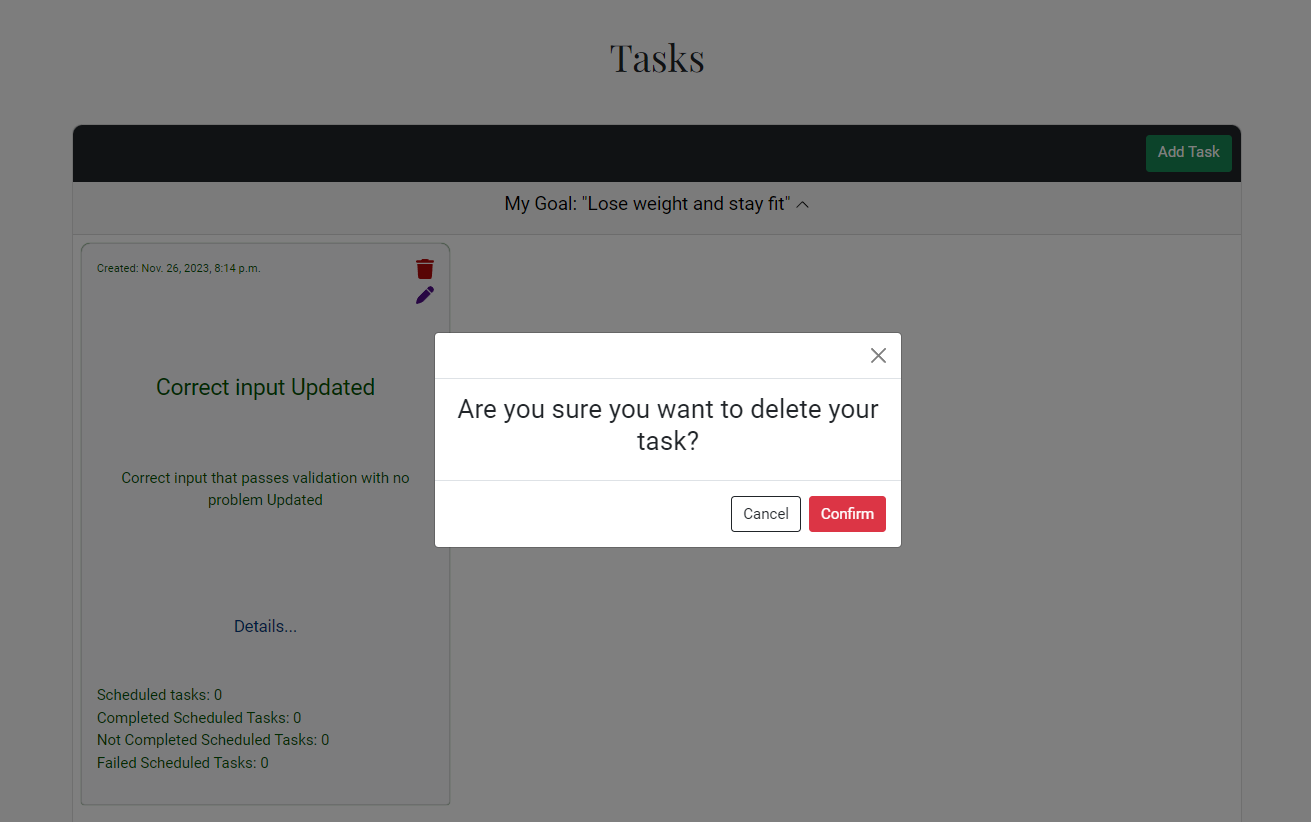 Tasks
Add Task
My Goal: "Lose weight and stay fit"
Created: Nov. 26, 2023, 8:14 p.m.
Correct input Updated
Correct input that passes validation with no
problem Updated
Details...
Scheduled tasks: 0
Completed Scheduled Tasks: 0
Not Completed Scheduled Tasks: 0
Failed Scheduled Tasks: 0
Are you sure you want to delete your
task?
Cancel
Confirm